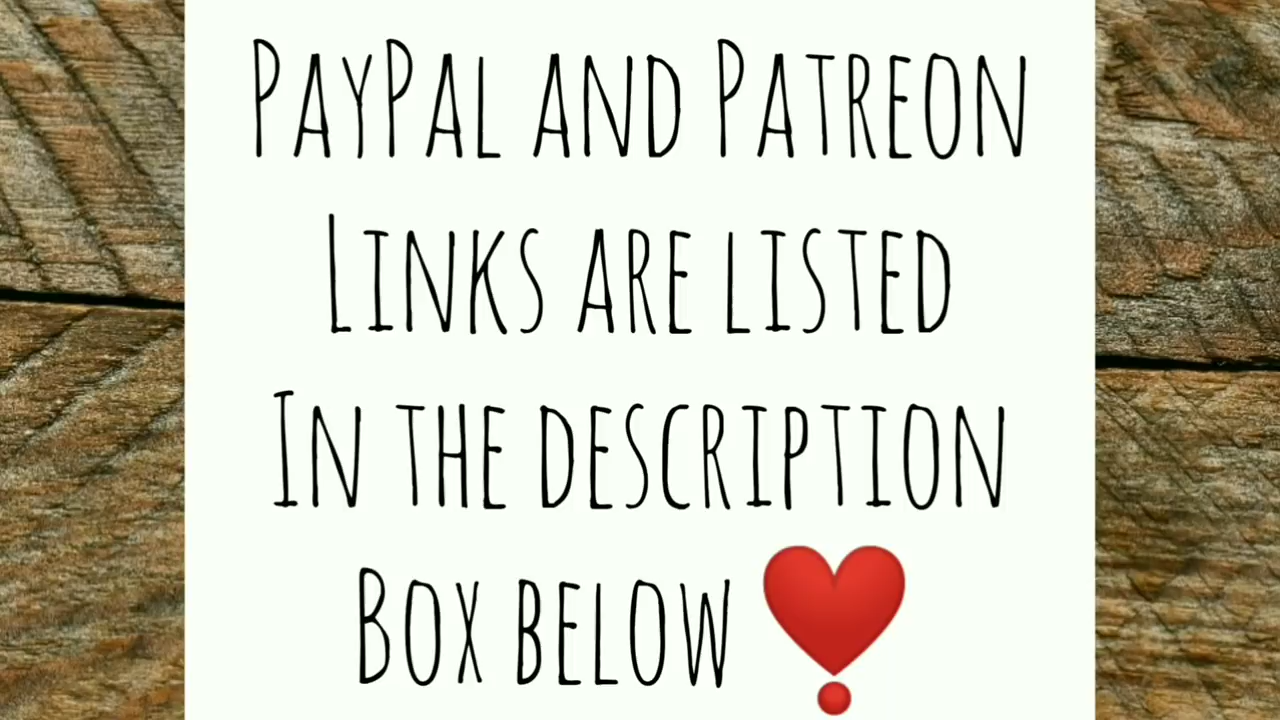 PayPal and Patreon
Links are listed
In the description
Box below ❣